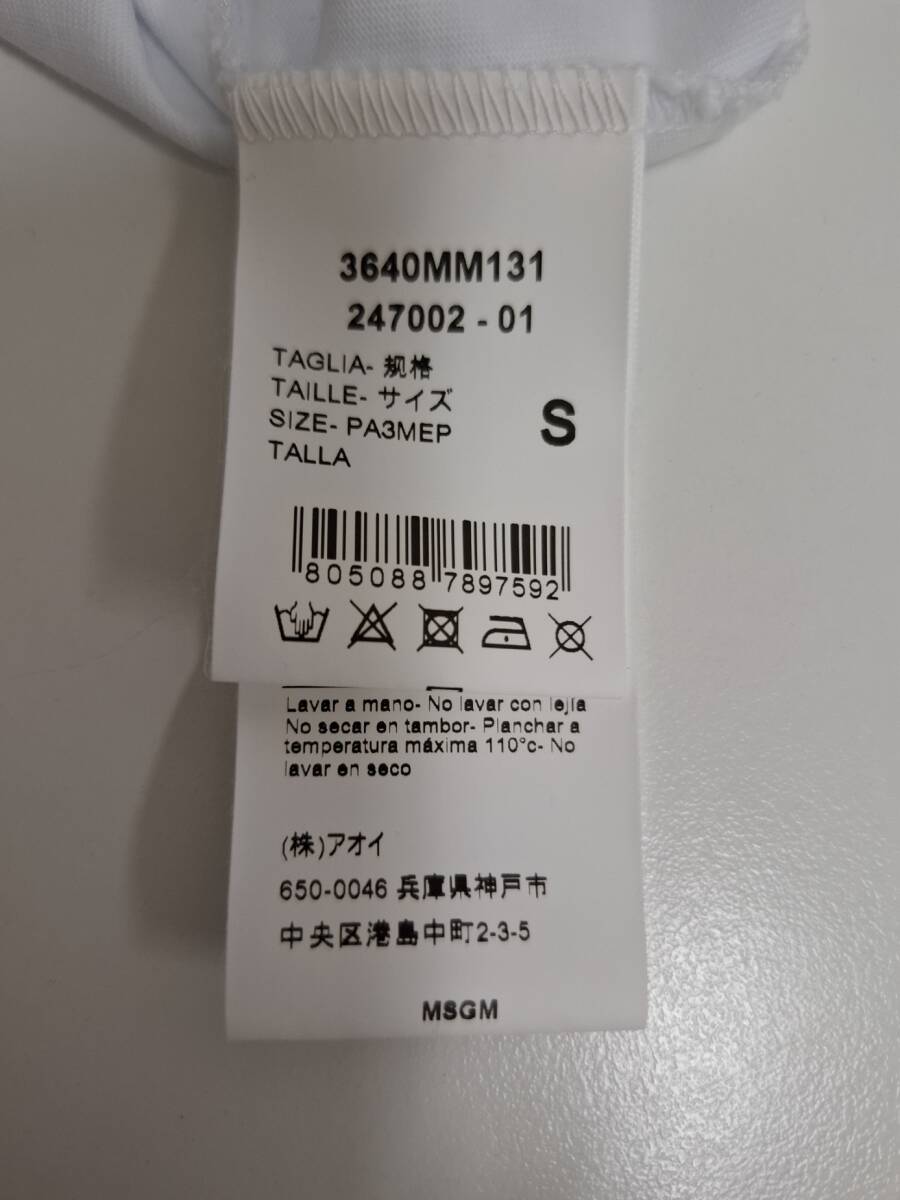 3640MM131
247002 - 01
TAGLIA- 规格
TAILLE- サイズ
SIZE- PA3MEP
TALLA
S
805088 7897592
Lavar a mano- No lavar con lejía
No secar en tambor- Planchar a
temperatura máxima 110°c- No
lavar en seco
(株)アオイ
650-0046 兵庫県神戸市
中央区港島中町2-3-5
MSGM